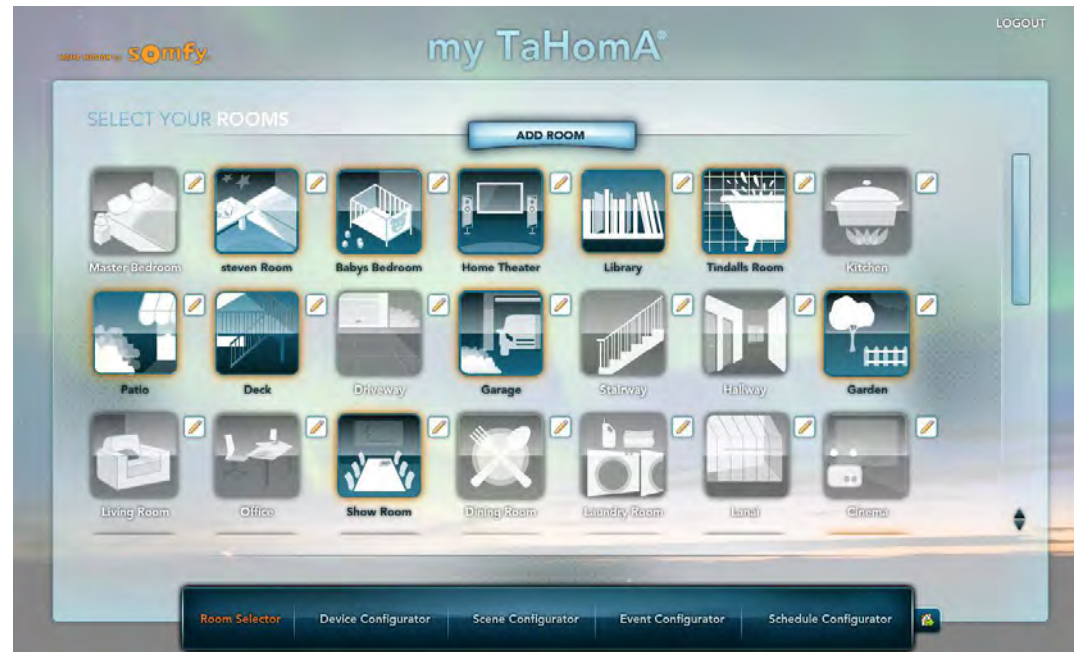 LOGOUT
somfy.
my TaHomA®
SELECT YOUR ROOMS
ADD ROOM
Master Bedroom steven Room Babys Bedroom Home Theater Library Tindalls Room Kitchen
Patio Deck Driveway Garage Stairway Hallway Garden
Living Room Office Show Room Dining Room Laundry Room Lanai Cinema
Room Selector Device Configurator Scene Configurator Event Configurator Schedule Configurator